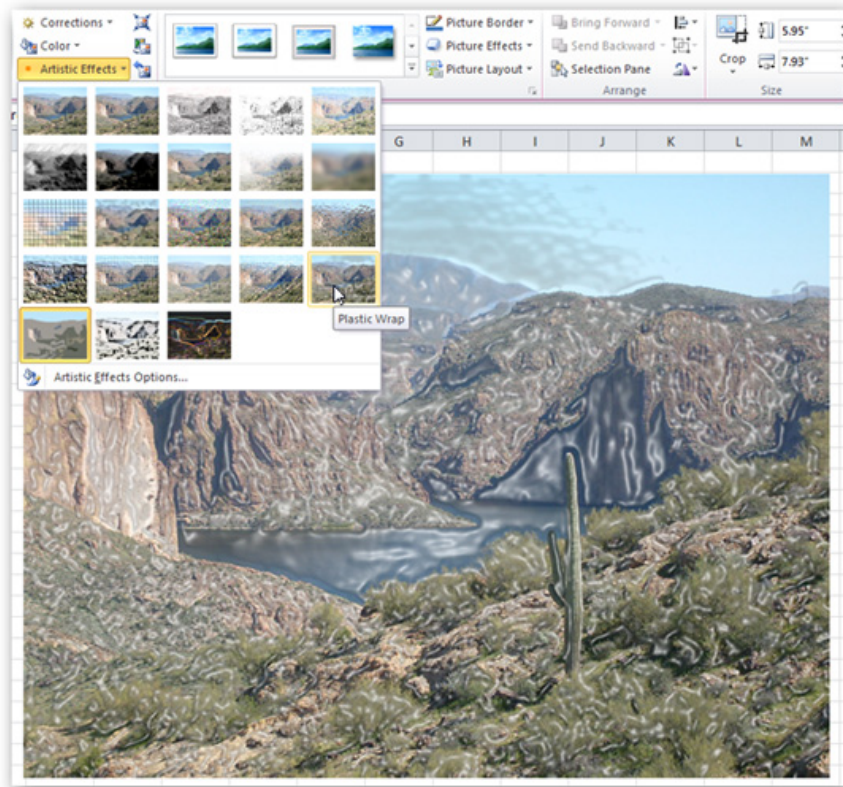 Corrections
Color
Artistic Effects
Picture Border
Picture Effects
Picture Layout
Bring Forward
Send Backward
Selection Pane
Arrange
Crop
5.95"
7.93"
Size
G H I J K L M
Plastic Wrap
Artistic Effects Options...